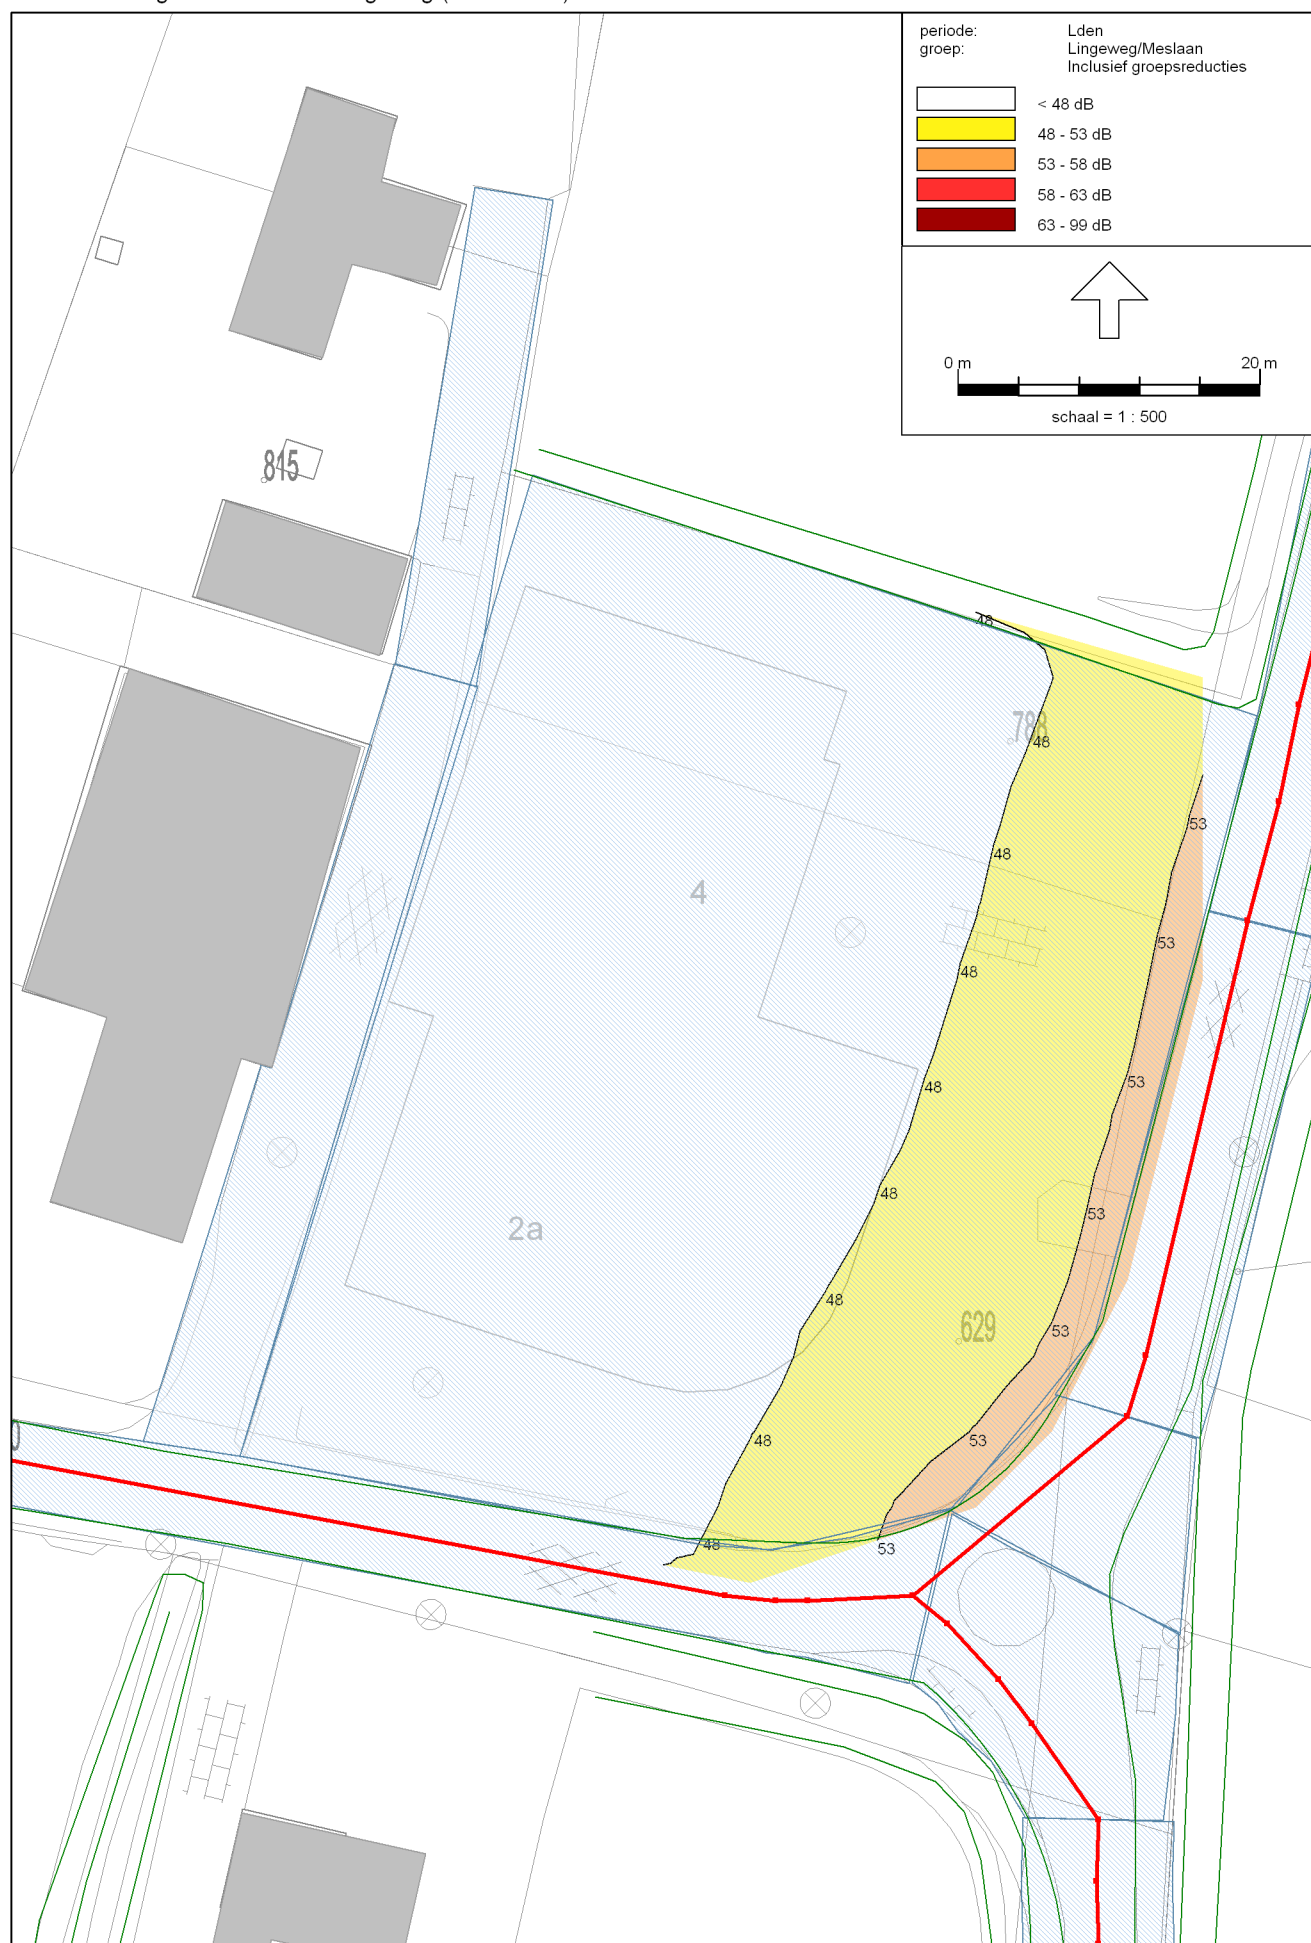 periode: Lden
groep: Lingeweg/Meslaan
Inclusief groepsreducties
< 48 dB
48 - 53 dB
53 - 58 dB
58 - 63 dB
63 - 99 dB
0 m 20 m
schaal = 1 : 500
815
48
788
48
53
48
4
53
48
53
48
48
53
2a
48
629
53
48
53
48
53